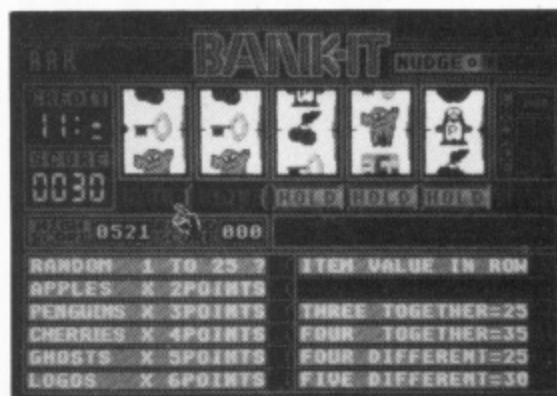 BANK-IT
NUDGE
CREDIT
SCORE
0030
HOLD HOLD HOLD
0521 000
RANDOM 1 TO 25 ?
APPLES X 2POINTS
PENGUINS X 3POINTS
CHERRIES X 4POINTS
GHOSTS X 5POINTS
LOGOS X 6POINTS
ITEM VALUE IN ROW
THREE TOGETHER=25
FOUR TOGETHER=35
FOUR DIFFERENT=25
FIVE DIFFERENT=30